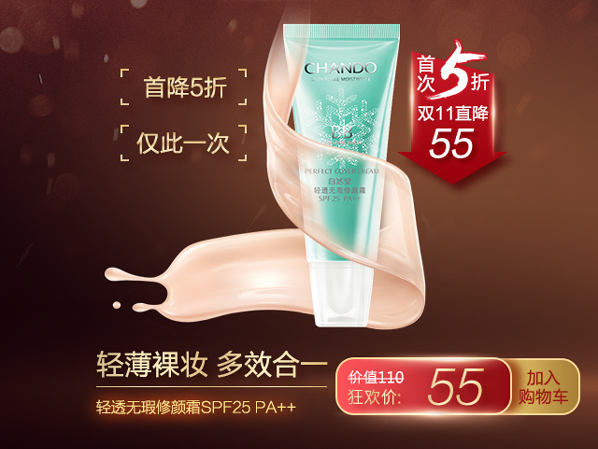 首降5折
仅此一次
首次5折
双11直降
55
CHANDO
BB
PERFECT COVER CREAM
自然堂
轻透无瑕修颜霜
SPF 25 PA++
轻薄裸妆 多效合一
轻透无瑕修颜霜SPF25 PA++
价值110
狂欢价:
55
加入
购物车